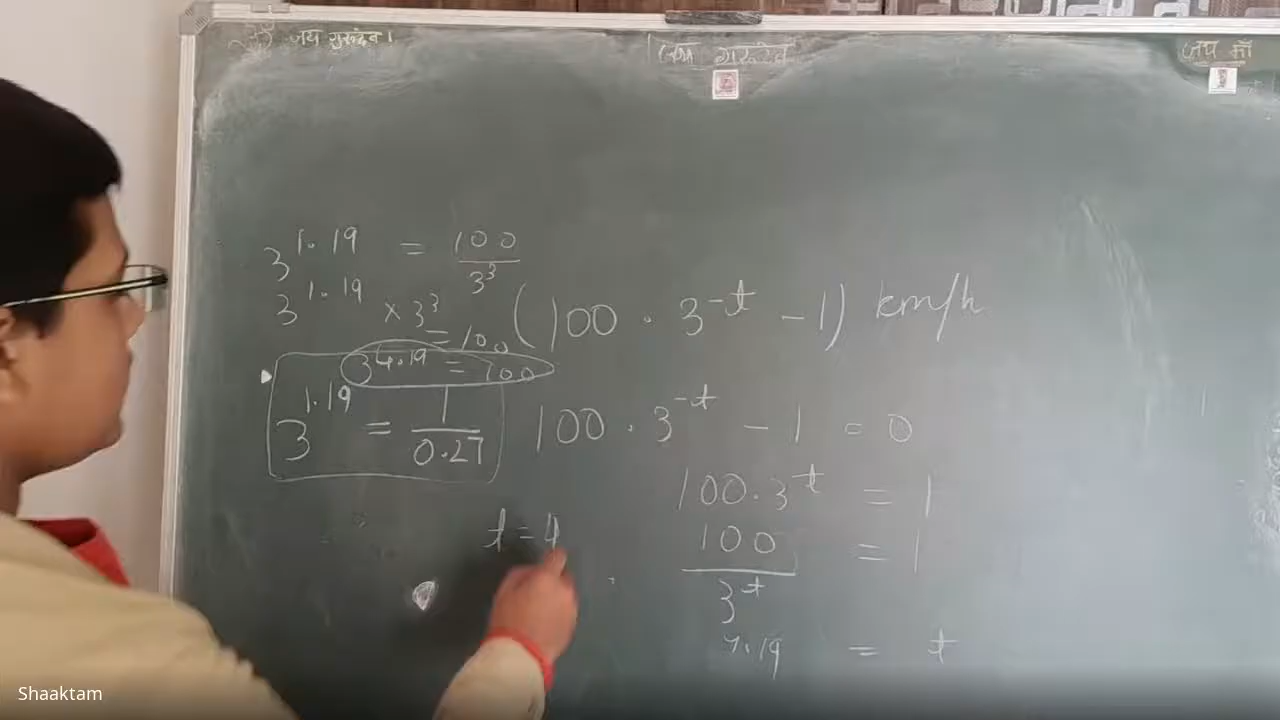 जय गुरुदेव।
जय गुरुदेव
जय माँ
3^1.19 = 100/3^3
3^1.19 × 3^3 = 100
3^4.19 = 100
3^1.19 = 1/0.27
(100 · 3^-t - 1) km/h
100 · 3^-t - 1 = 0
100 · 3^-t = 1
100/3^t = 1
4.19 = t
t = 4
Shaaktam